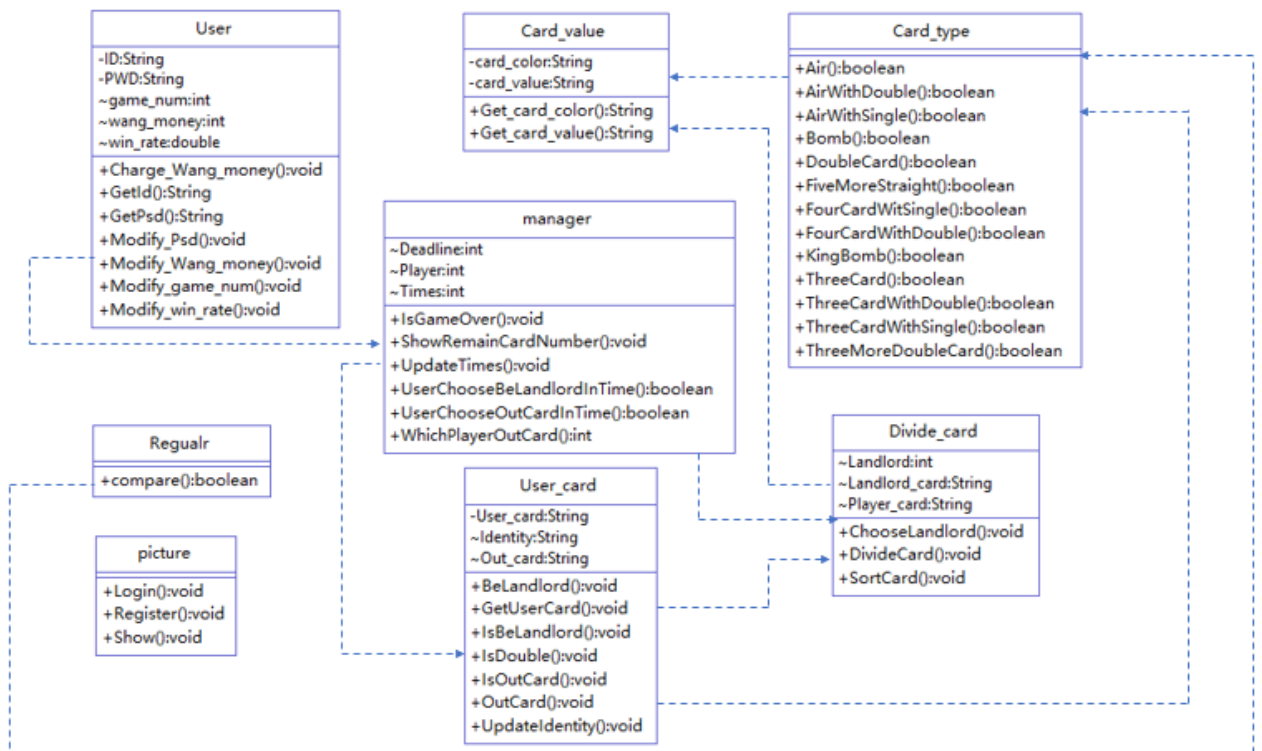 User
-ID:String
-PWD:String
~game_num:int
~wang_money:int
~win_rate:double
+Charge_Wang_money():void
+GetId():String
+GetPsd():String
+Modify_Psd():void
+Modify_Wang_money():void
+Modify_game_num():void
+Modify_win_rate():void
Card_value
-card_color:String
-card_value:String
+Get_card_color():String
+Get_card_value():String
Card_type
+Air():boolean
+AirWithDouble():boolean
+AirWithSingle():boolean
+Bomb():boolean
+DoubleCard():boolean
+FiveMoreStraight():boolean
+FourCardWitSingle():boolean
+FourCardWithDouble():boolean
+KingBomb():boolean
+ThreeCard():boolean
+ThreeCardWithDouble():boolean
+ThreeCardWithSingle():boolean
+ThreeMoreDoubleCard():boolean
manager
~Deadline:int
~Player:int
~Times:int
+IsGameOver():void
+ShowRemainCardNumber():void
+UpdateTimes():void
+UserChooseBeLandlordInTime():boolean
+UserChooseOutCardInTime():boolean
+WhichPlayerOutCard():int
Regualr
+compare():boolean
picture
+Login():void
+Register():void
+Show():void
User_card
-User_card:String
~Identity:String
~Out_card:String
+BeLandlord():void
+GetUserCard():void
+IsBeLandlord():void
+IsDouble():void
+IsOutCard():void
+OutCard():void
+UpdateIdentity():void
Divide_card
~Landlord:int
~Landlord_card:String
~Player_card:String
+ChooseLandlord():void
+DivideCard():void
+SortCard():void